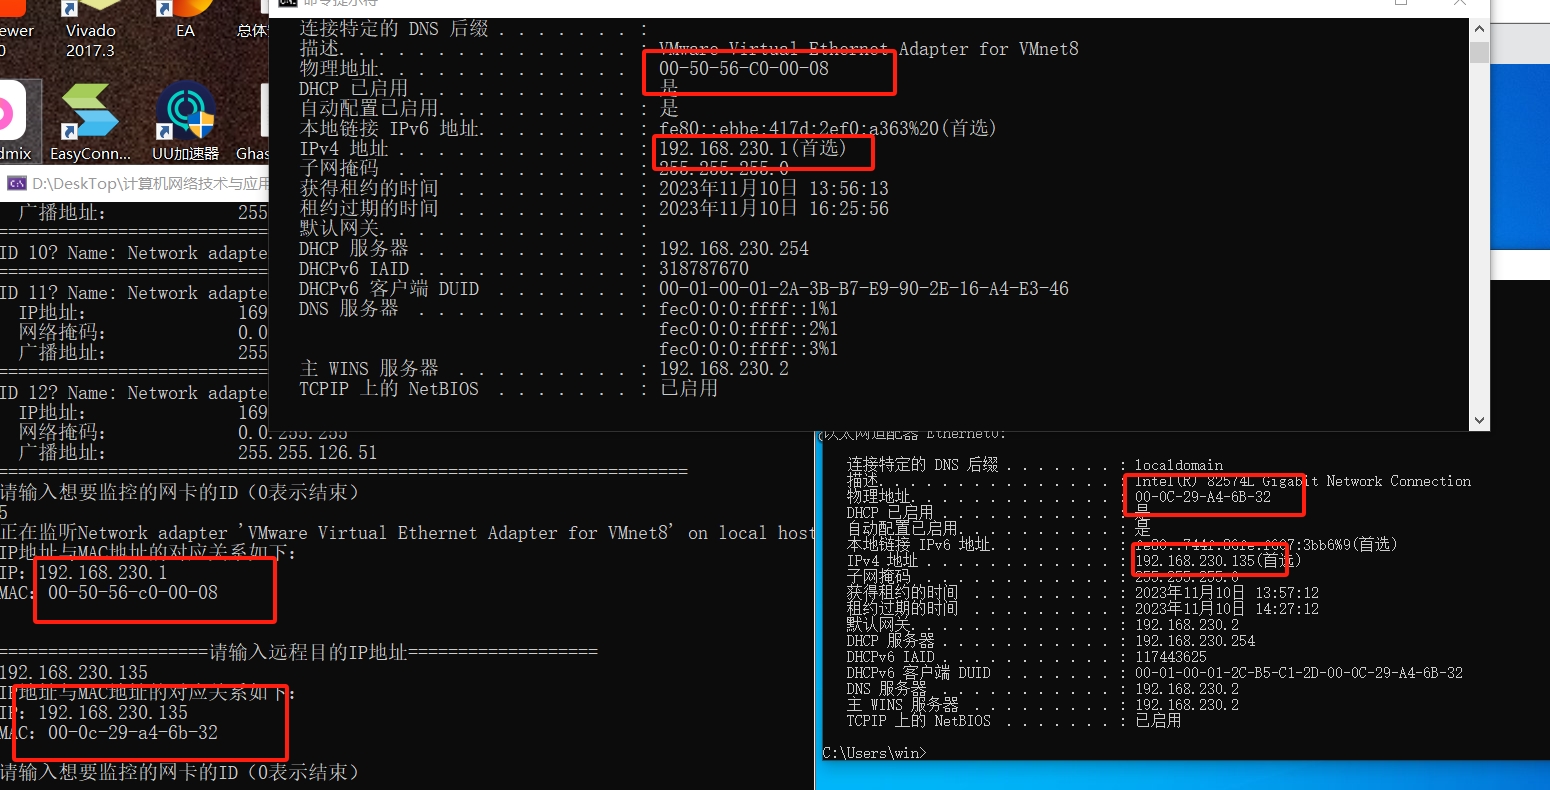 ewer
Vivado
2017.3
EA
dmix
EasyConn...
UU加速器
Ghas
命令提示符
连接特定的 DNS 后缀 . . . . . . . :
描述. . . . . . . . . . . . . . . : VMware Virtual Ethernet Adapter for VMnet8
物理地址. . . . . . . . . . . . . : 00-50-56-C0-00-08
DHCP 已启用 . . . . . . . . . . . : 是
自动配置已启用. . . . . . . . . . : 是
本地链接 IPv6 地址. . . . . . . . : fe80::ebbe:417d:2ef0:a363%20(首选)
IPv4 地址 . . . . . . . . . . . . : 192.168.230.1(首选)
子网掩码 . . . . . . . . . . . . : 255.255.255.0
获得租约的时间 . . . . . . . . . : 2023年11月10日 13:56:13
租约过期的时间 . . . . . . . . . : 2023年11月10日 16:25:56
默认网关. . . . . . . . . . . . . :
DHCP 服务器 . . . . . . . . . . . : 192.168.230.254
DHCPv6 IAID . . . . . . . . . . . : 318787670
DHCPv6 客户端 DUID . . . . . . . : 00-01-00-01-2A-3B-B7-E9-90-2E-16-A4-E3-46
DNS 服务器 . . . . . . . . . . . : fec0:0:0:ffff::1%1
fec0:0:0:ffff::2%1
fec0:0:0:ffff::3%1
主 WINS 服务器 . . . . . . . . . : 192.168.230.2
TCPIP 上的 NetBIOS . . . . . . . : 已启用
D:\DeskTop\计算机网络技术与应用
广播地址: 255
ID 10? Name: Network adapte
ID 11? Name: Network adapte
IP地址: 169
网络掩码: 0.0
广播地址: 255
ID 12? Name: Network adapte
IP地址: 169
网络掩码: 0.0.255.255
广播地址: 255.255.126.51
======================================================================
请输入想要监控的网卡的ID（0表示结束）
5
正在监听Network adapter 'VMware Virtual Ethernet Adapter for VMnet8' on local host
IP地址与MAC地址的对应关系如下:
IP: 192.168.230.1
MAC: 00-50-56-c0-00-08
=====================请输入远程目的IP地址===================
192.168.230.135
IP地址与MAC地址的对应关系如下:
IP: 192.168.230.135
MAC: 00-0c-29-a4-6b-32
请输入想要监控的网卡的ID（0表示结束）
以太网适配器 Ethernet0:
连接特定的 DNS 后缀 . . . . . . . : localdomain
描述. . . . . . . . . . . . . . . : Intel(R) 82574L Gigabit Network Connection
物理地址. . . . . . . . . . . . . : 00-0C-29-A4-6B-32
DHCP 已启用 . . . . . . . . . . . : 是
自动配置已启用. . . . . . . . . . : 是
本地链接 IPv6 地址. . . . . . . . : :3bb6%9(首选)
IPv4 地址 . . . . . . . . . . . . : 192.168.230.135(首选)
子网掩码 . . . . . . . . . . . . : 255.255.255.0
获得租约的时间 . . . . . . . . . : 2023年11月10日 13:57:12
租约过期的时间 . . . . . . . . . : 2023年11月10日 14:27:12
默认网关. . . . . . . . . . . . . : 192.168.230.2
DHCP 服务器 . . . . . . . . . . . : 192.168.230.254
DHCPv6 IAID . . . . . . . . . . . : 117443625
DHCPv6 客户端 DUID . . . . . . . : 00-01-00-01-2C-B5-C1-2D-00-0C-29-A4-6B-32
DNS 服务器 . . . . . . . . . . . : 192.168.230.2
主 WINS 服务器 . . . . . . . . . : 192.168.230.2
TCPIP 上的 NetBIOS . . . . . . . : 已启用
C:\Users\win>